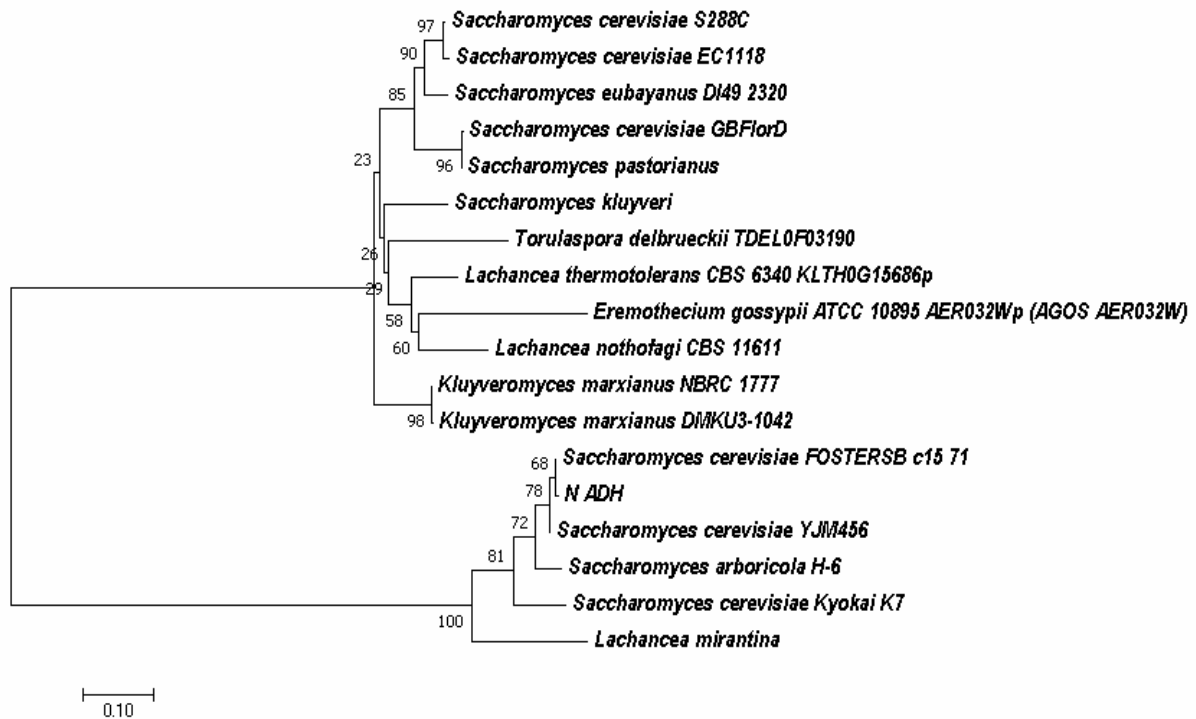 Saccharomyces cerevisiae S288C
97
Saccharomyces cerevisiae EC1118
90
Saccharomyces eubayanus DI49 2320
85
Saccharomyces cerevisiae GBFlorD
96
Saccharomyces pastorianus
23
Saccharomyces kluyveri
Torulaspora delbrueckii TDEL0F03190
26
Lachancea thermotolerans CBS 6340 KLTH0G15686p
29
Eremothecium gossypii ATCC 10895 AER032Wp (AGOS AER032W)
58
Lachancea nothofagi CBS 11611
60
Kluyveromyces marxianus NBRC 1777
Kluyveromyces marxianus DMKU3-1042
98
Saccharomyces cerevisiae FOSTERSB c15 71
68
N ADH
78
Saccharomyces cerevisiae YJM456
72
Saccharomyces arboricola H-6
81
Saccharomyces cerevisiae Kyokai K7
100
Lachancea mirantina
0.10